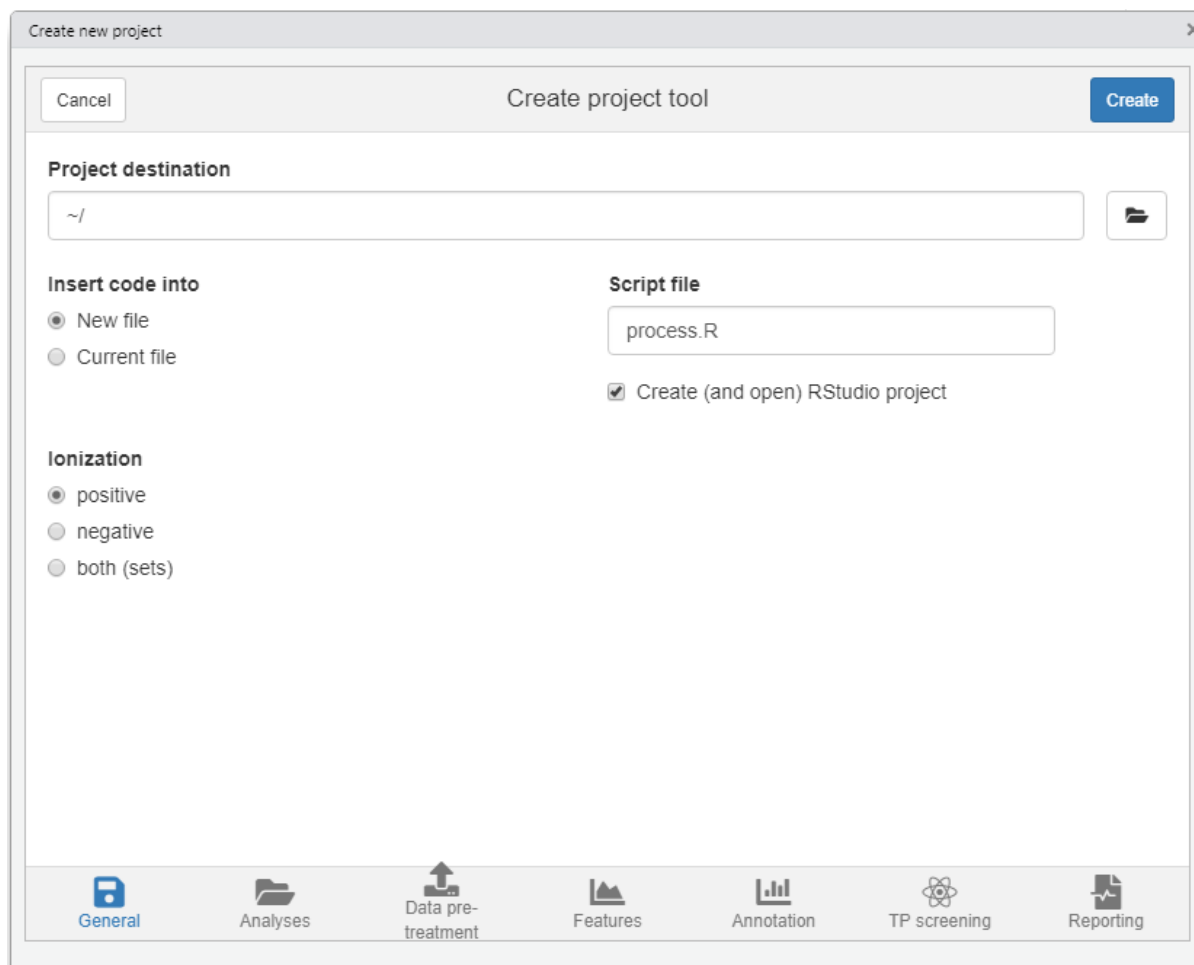 Create new project
Cancel
Create project tool
Create
Project destination
~/
Insert code into
New file
Current file
Script file
process.R
Create (and open) RStudio project
Ionization
positive
negative
both (sets)
General
Analyses
Data pre-
treatment
Features
Annotation
TP screening
Reporting